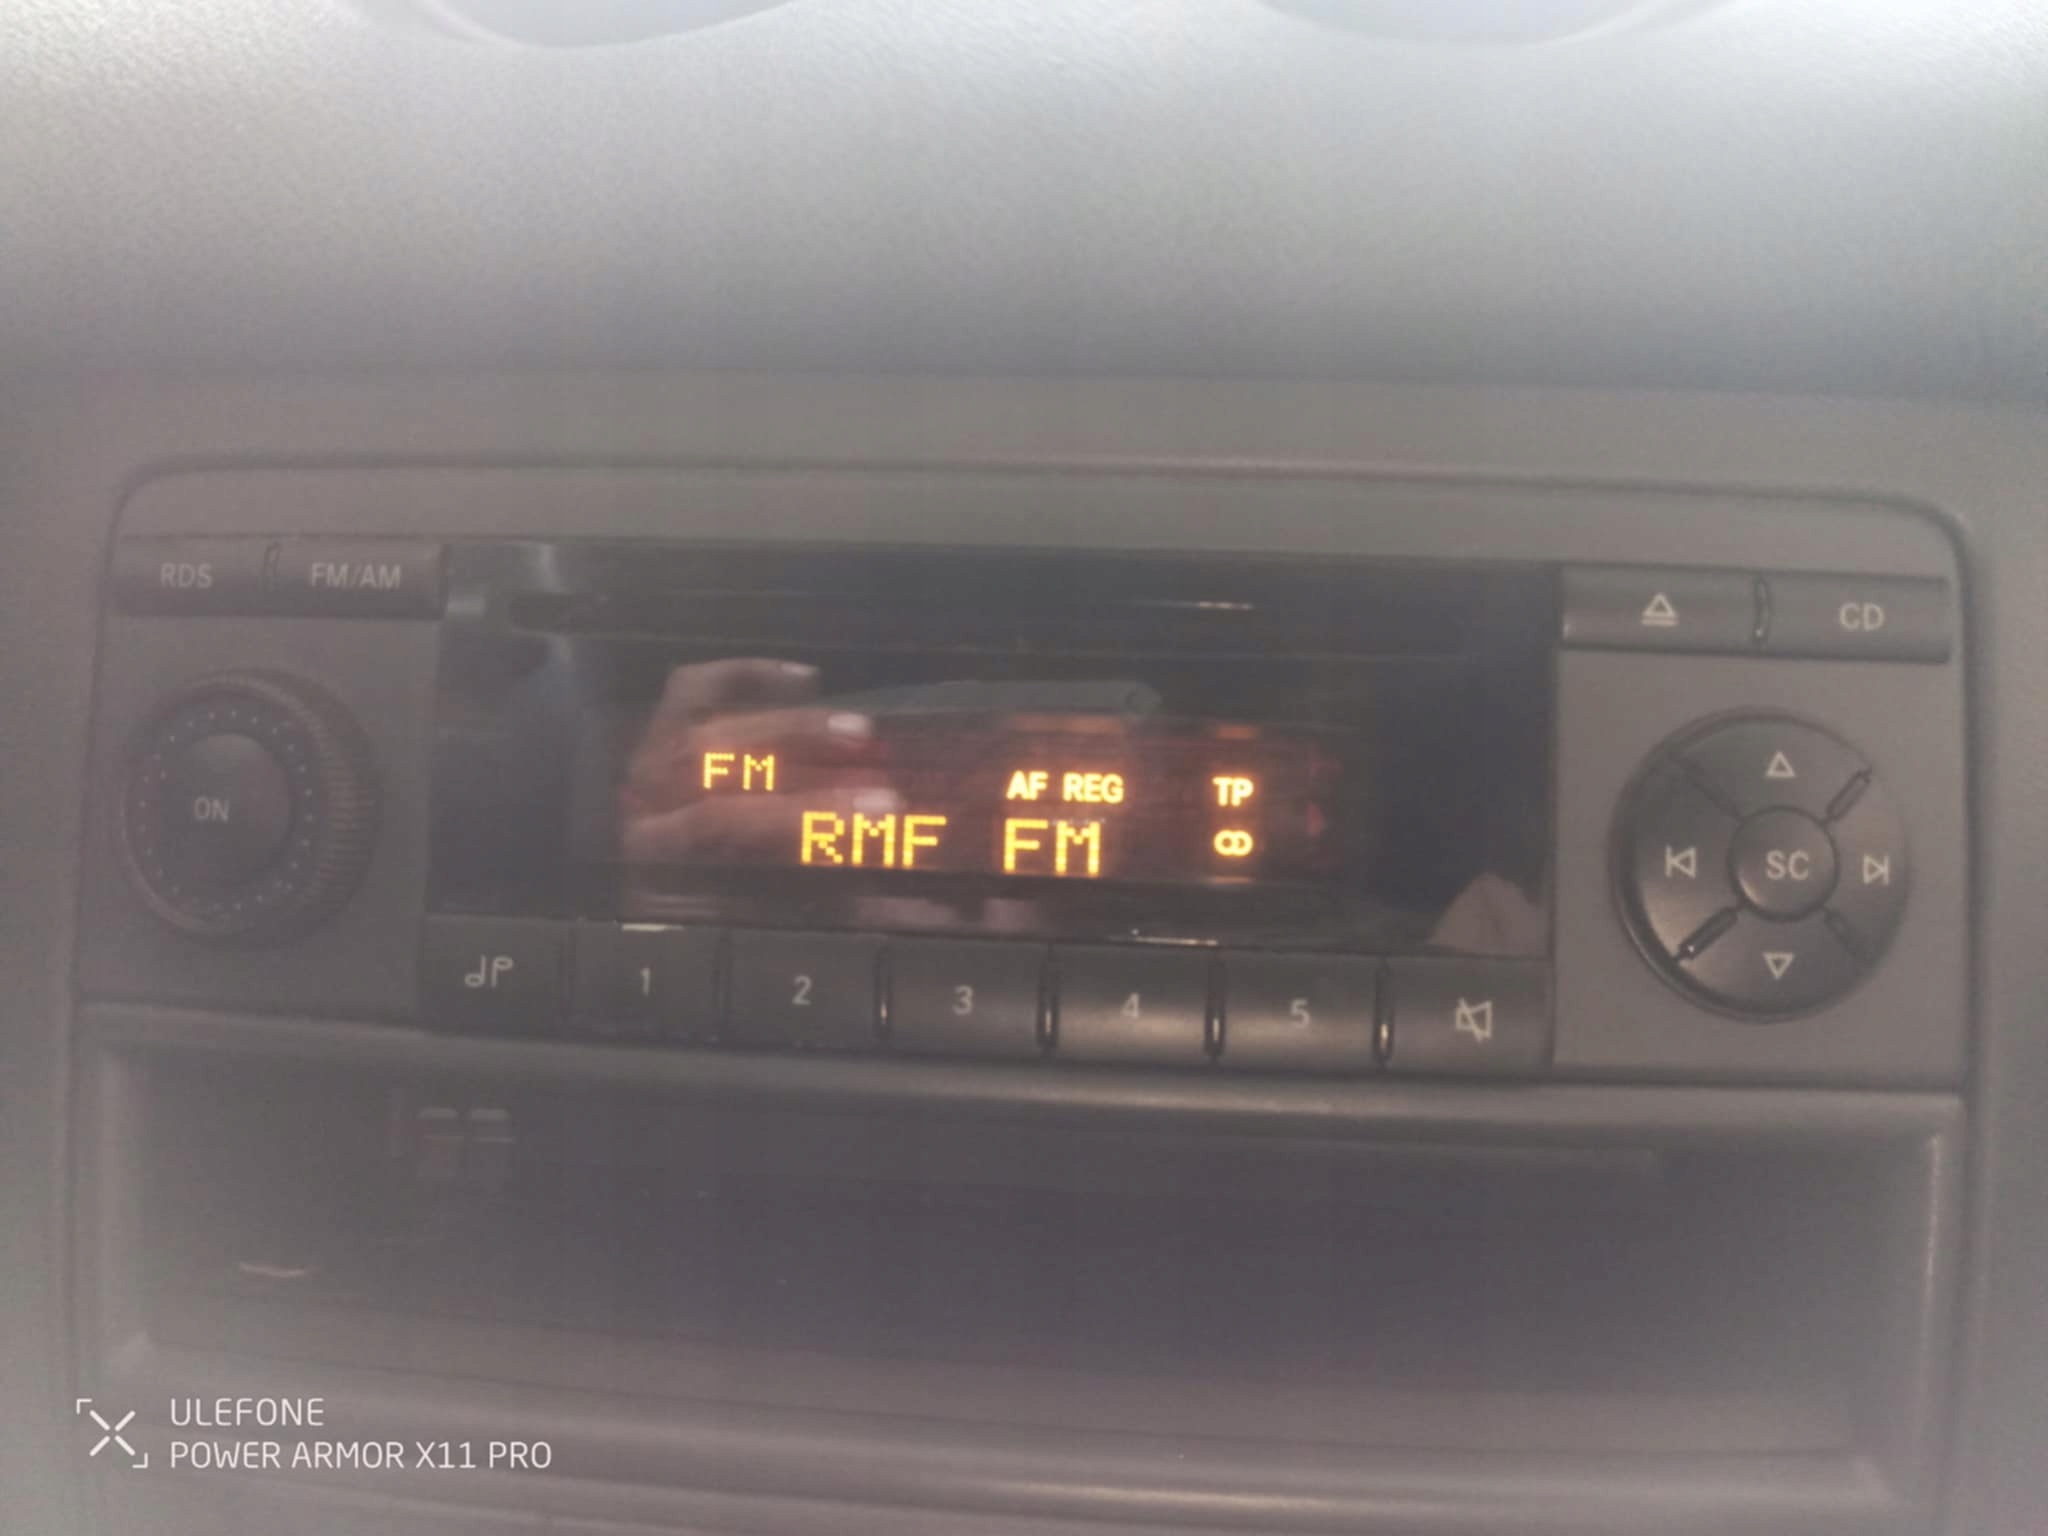 RDS FM/AM
CD
FM AF REG TP
RMF FM
ON
SC
1 2 3 4 5
ULEFONE
POWER ARMOR X11 PRO